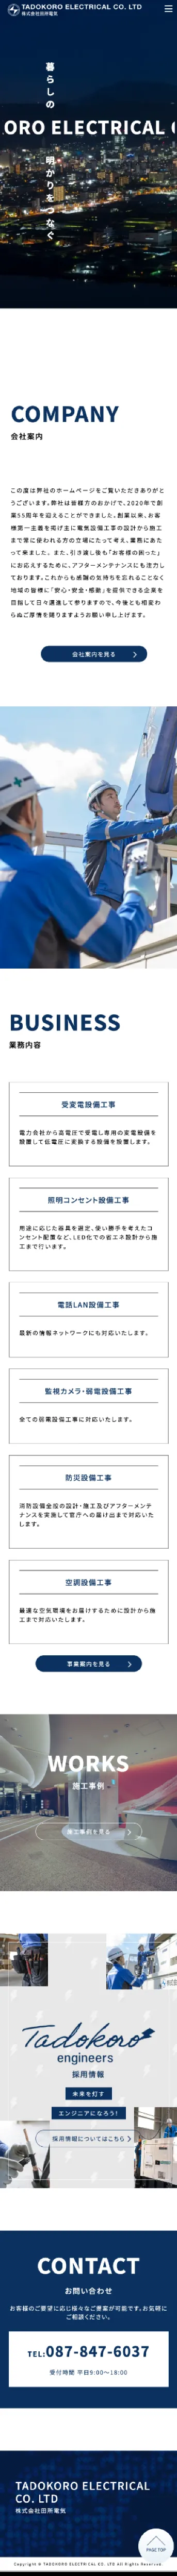 TADOKORO ELECTRICAL CO. LTD
株式会社田所電気
暮らしの
明かりをつなぐ
ORO ELECTRICAL
COMPANY
会社案内
この度は弊社のホームページをご覧いただきありがと
うございます。弊社は皆様方のおかげで、2020年で創
業55周年を迎えることができました。創業以来、お客
様第一主義を掲げ主に電気設備工事の設計から施工
まで常に使われる方の立場にたって考え、業務にあた
って来ました。また、引き渡し後も「お客様の困った」
にお応えするために、アフターメンテナンスにも注力し
ております。これからも感謝の気持ちを忘れることなく
地域の皆様に「安心・安全・感動」を提供できる企業を
目指して日々邁進して参りますので、今後とも相変わ
らぬご厚情を賜りますようお願い申し上げます。
会社案内を見る
BUSINESS
業務内容
受変電設備工事
電力会社から高電圧で受電し専用の変電設備を
設置して低電圧に変換する設備を設置します。
照明コンセント設備工事
用途に応じた器具を選定、使い勝手を考えたコ
ンセント配置など、LED化での省エネ設計から施
工まで行います。
電話LAN設備工事
最新の情報ネットワークにも対応いたします。
監視カメラ・弱電設備工事
全ての弱電設備工事に対応いたします。
防災設備工事
消防設備全般の設計・施工及びアフターメンテ
ナンスを実施して官庁への届け出まで対応いた
します。
空調設備工事
最適な空気環境をお届けするために設計から施
工まで対応いたします。
事業案内を見る
WORKS
施工事例
施工事例を見る
Tadokoro
engineers
採用情報
未来を灯す
エンジニアになろう！
採用情報についてはこちら
CONTACT
お問い合わせ
お客様のご要望に応じ様々なご提案が可能です。お気軽に
ご相談ください。
TEL:087-847-6037
受付時間 平日9:00～18:00
TADOKORO ELECTRICAL
CO. LTD
株式会社田所電気
PAGE TOP
Copyright © TADOKORO ELECTRICAL CO. LTD All Rights Reserved.